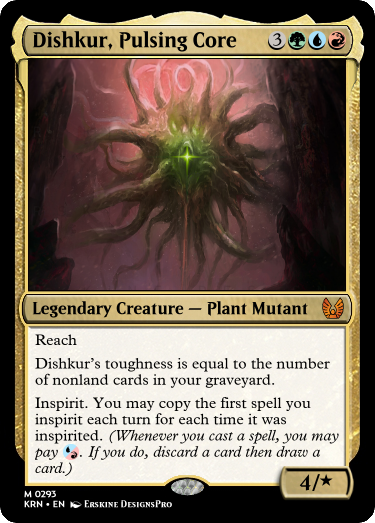 Dishkur, Pulsing Core 3
Legendary Creature — Plant Mutant
Reach
Dishkur's toughness is equal to the number
of nonland cards in your graveyard.
Inspirit. You may copy the first spell you
inspirit each turn for each time it was
inspirited. (Whenever you cast a spell, you may
pay . If you do, discard a card then draw a
card.)
4/★
M 0293
KRN • EN Erskine DesignsPro